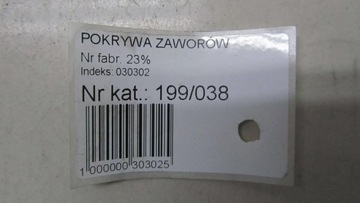 POKRYWA ZAWORÓW
Nr fabr. 23%
Indeks: 030302
Nr kat.: 199/038
1 000000 303025